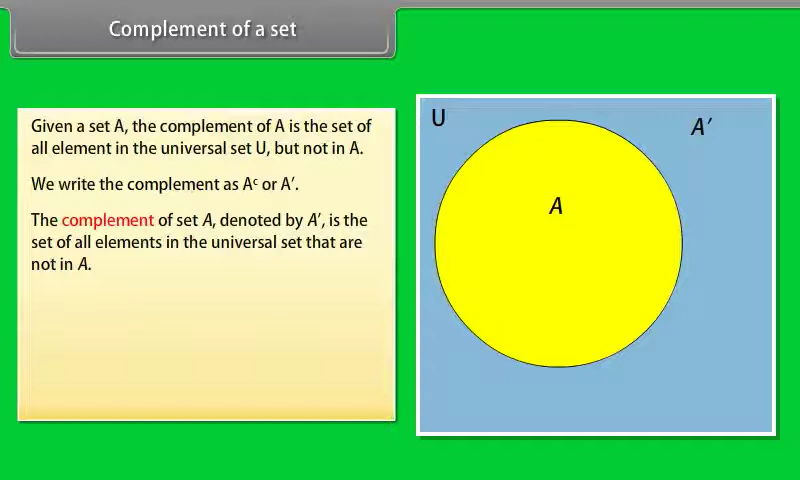 Complement of a set
Given a set A, the complement of A is the set of
all element in the universal set U, but not in A.
We write the complement as Aᶜ or A′.
The complement of set A, denoted by A′, is the
set of all elements in the universal set that are
not in A.
U
A′
A